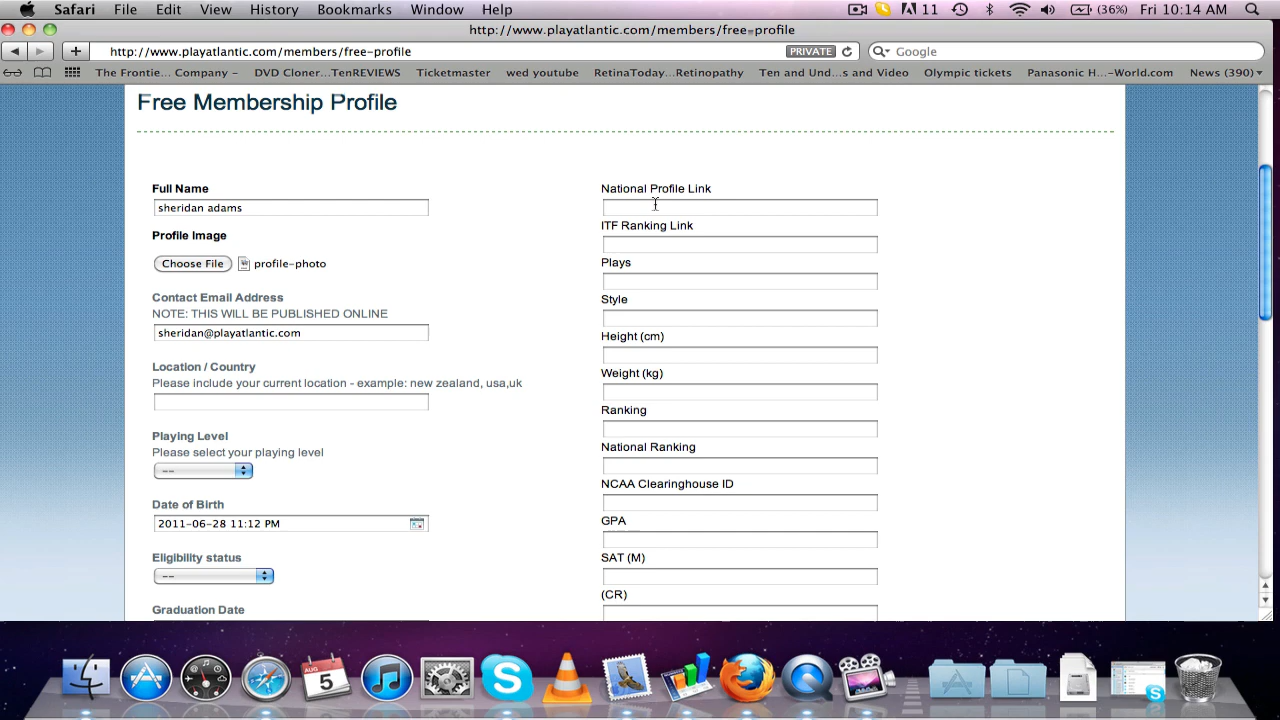 Safari File Edit View History Bookmarks Window Help 11 (36%) Fri 10:14 AM
http://www.playatlantic.com/members/free-profile
http://www.playatlantic.com/members/free-profile PRIVATE Google
The Frontie... Company – DVD Cloner...TenREVIEWS Ticketmaster wed youtube RetinaToday...Retinopathy Ten and Und...s and Video Olympic tickets Panasonic H...-World.com News (390)
Free Membership Profile
Full Name
sheridan adams
Profile Image
Choose File profile-photo
Contact Email Address
NOTE: THIS WILL BE PUBLISHED ONLINE
sheridan@playatlantic.com
Location / Country
Please include your current location - example: new zealand, usa,uk
Playing Level
Please select your playing level
--
Date of Birth
2011-06-28 11:12 PM
Eligibility status
--
Graduation Date
National Profile Link
ITF Ranking Link
Plays
Style
Height (cm)
Weight (kg)
Ranking
National Ranking
NCAA Clearinghouse ID
GPA
SAT (M)
(CR)
AUG
5